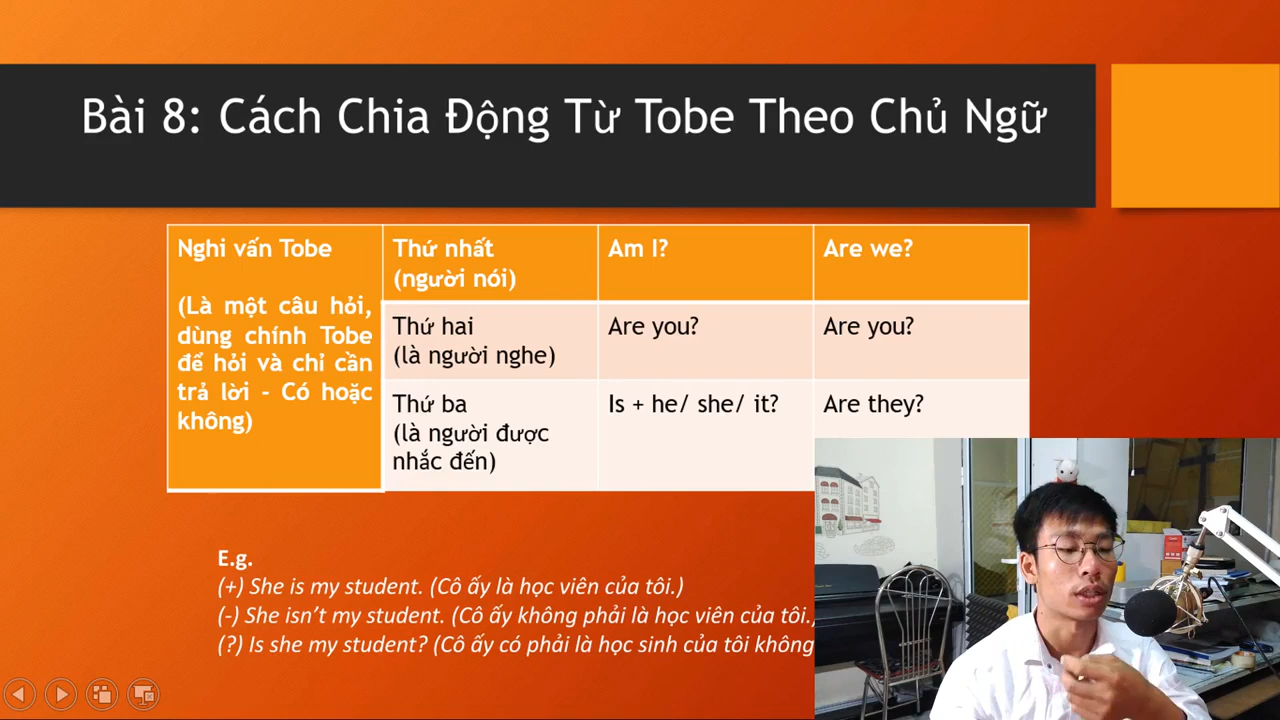 Bài 8: Cách Chia Động Từ Tobe Theo Chủ Ngữ
Nghi vấn Tobe
(Là một câu hỏi,
dùng chính Tobe
để hỏi và chỉ cần
trả lời - Có hoặc
không)
Thứ nhất
(người nói)
Am I?
Are we?
Thứ hai
(là người nghe)
Are you?
Are you?
Thứ ba
(là người được
nhắc đến)
Is + he/ she/ it?
Are they?
E.g.
(+) She is my student. (Cô ấy là học viên của tôi.)
(-) She isn’t my student. (Cô ấy không phải là học viên của tôi.
(?) Is she my student? (Cô ấy có phải là học sinh của tôi không